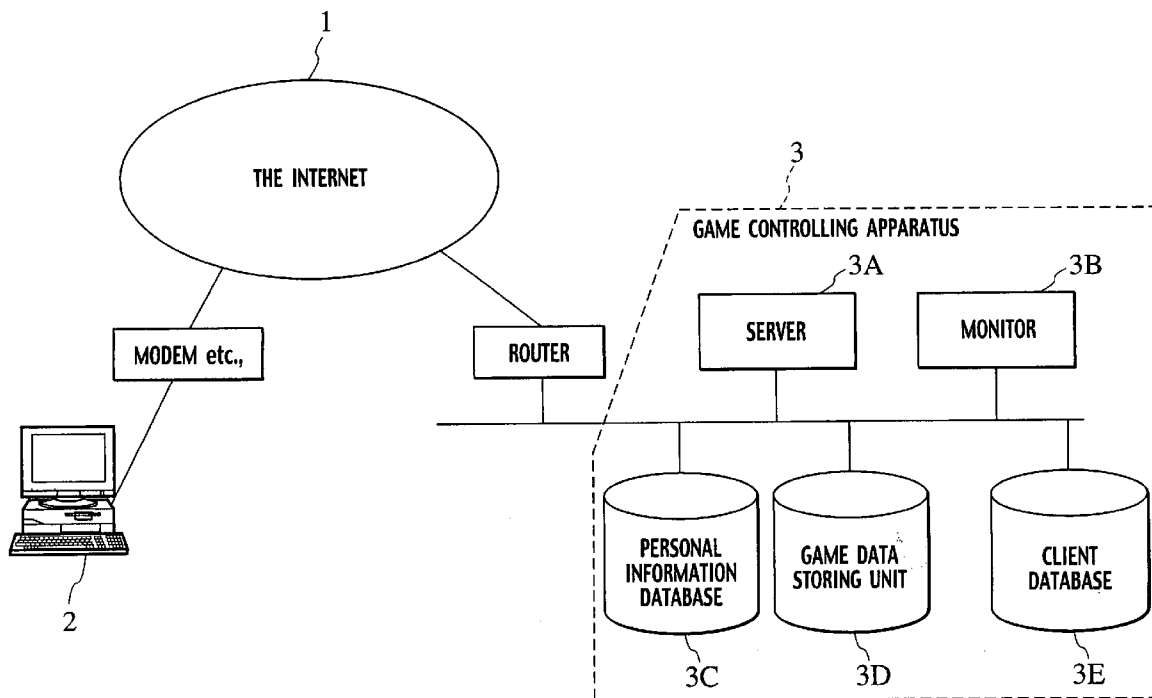 1
THE INTERNET
3
GAME CONTROLLING APPARATUS
3A
3B
SERVER
MONITOR
MODEM etc.,
ROUTER
2
PERSONAL
INFORMATION
DATABASE
GAME DATA
STORING UNIT
CLIENT
DATABASE
3C
3D
3E